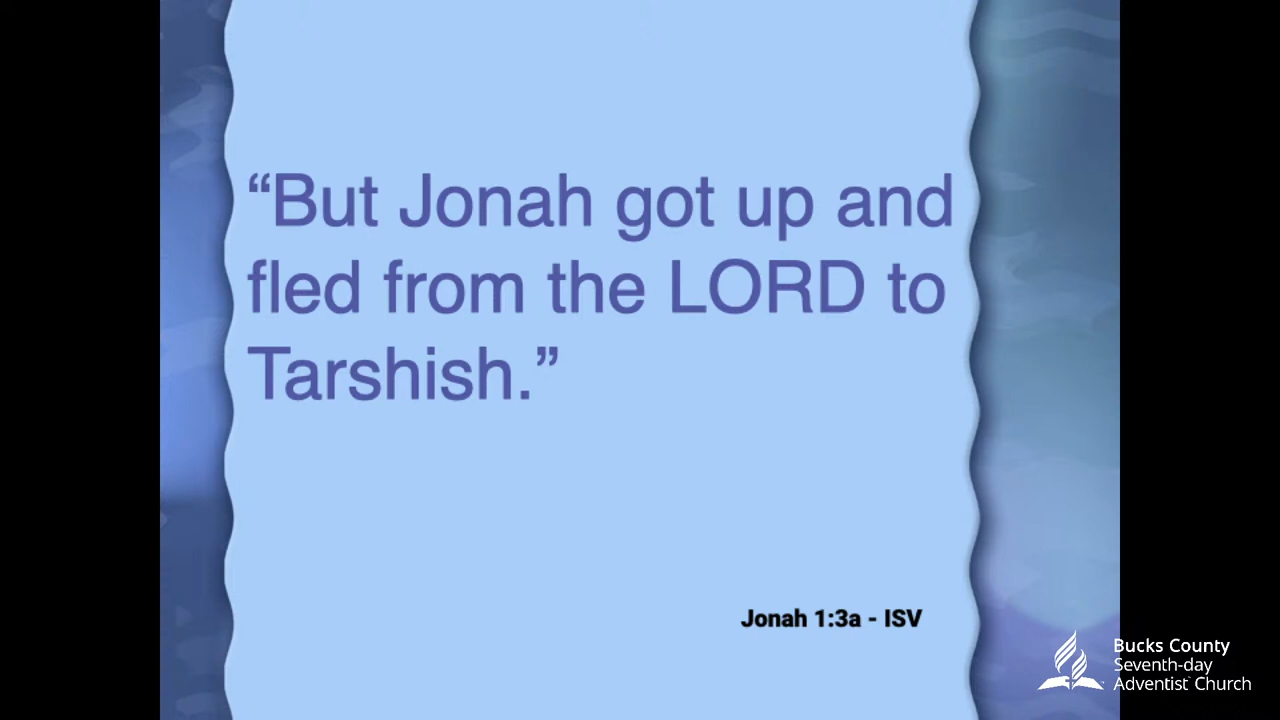 “But Jonah got up and
fled from the LORD to
Tarshish.”
Jonah 1:3a - ISV
Bucks County
Seventh-day
Adventist Church